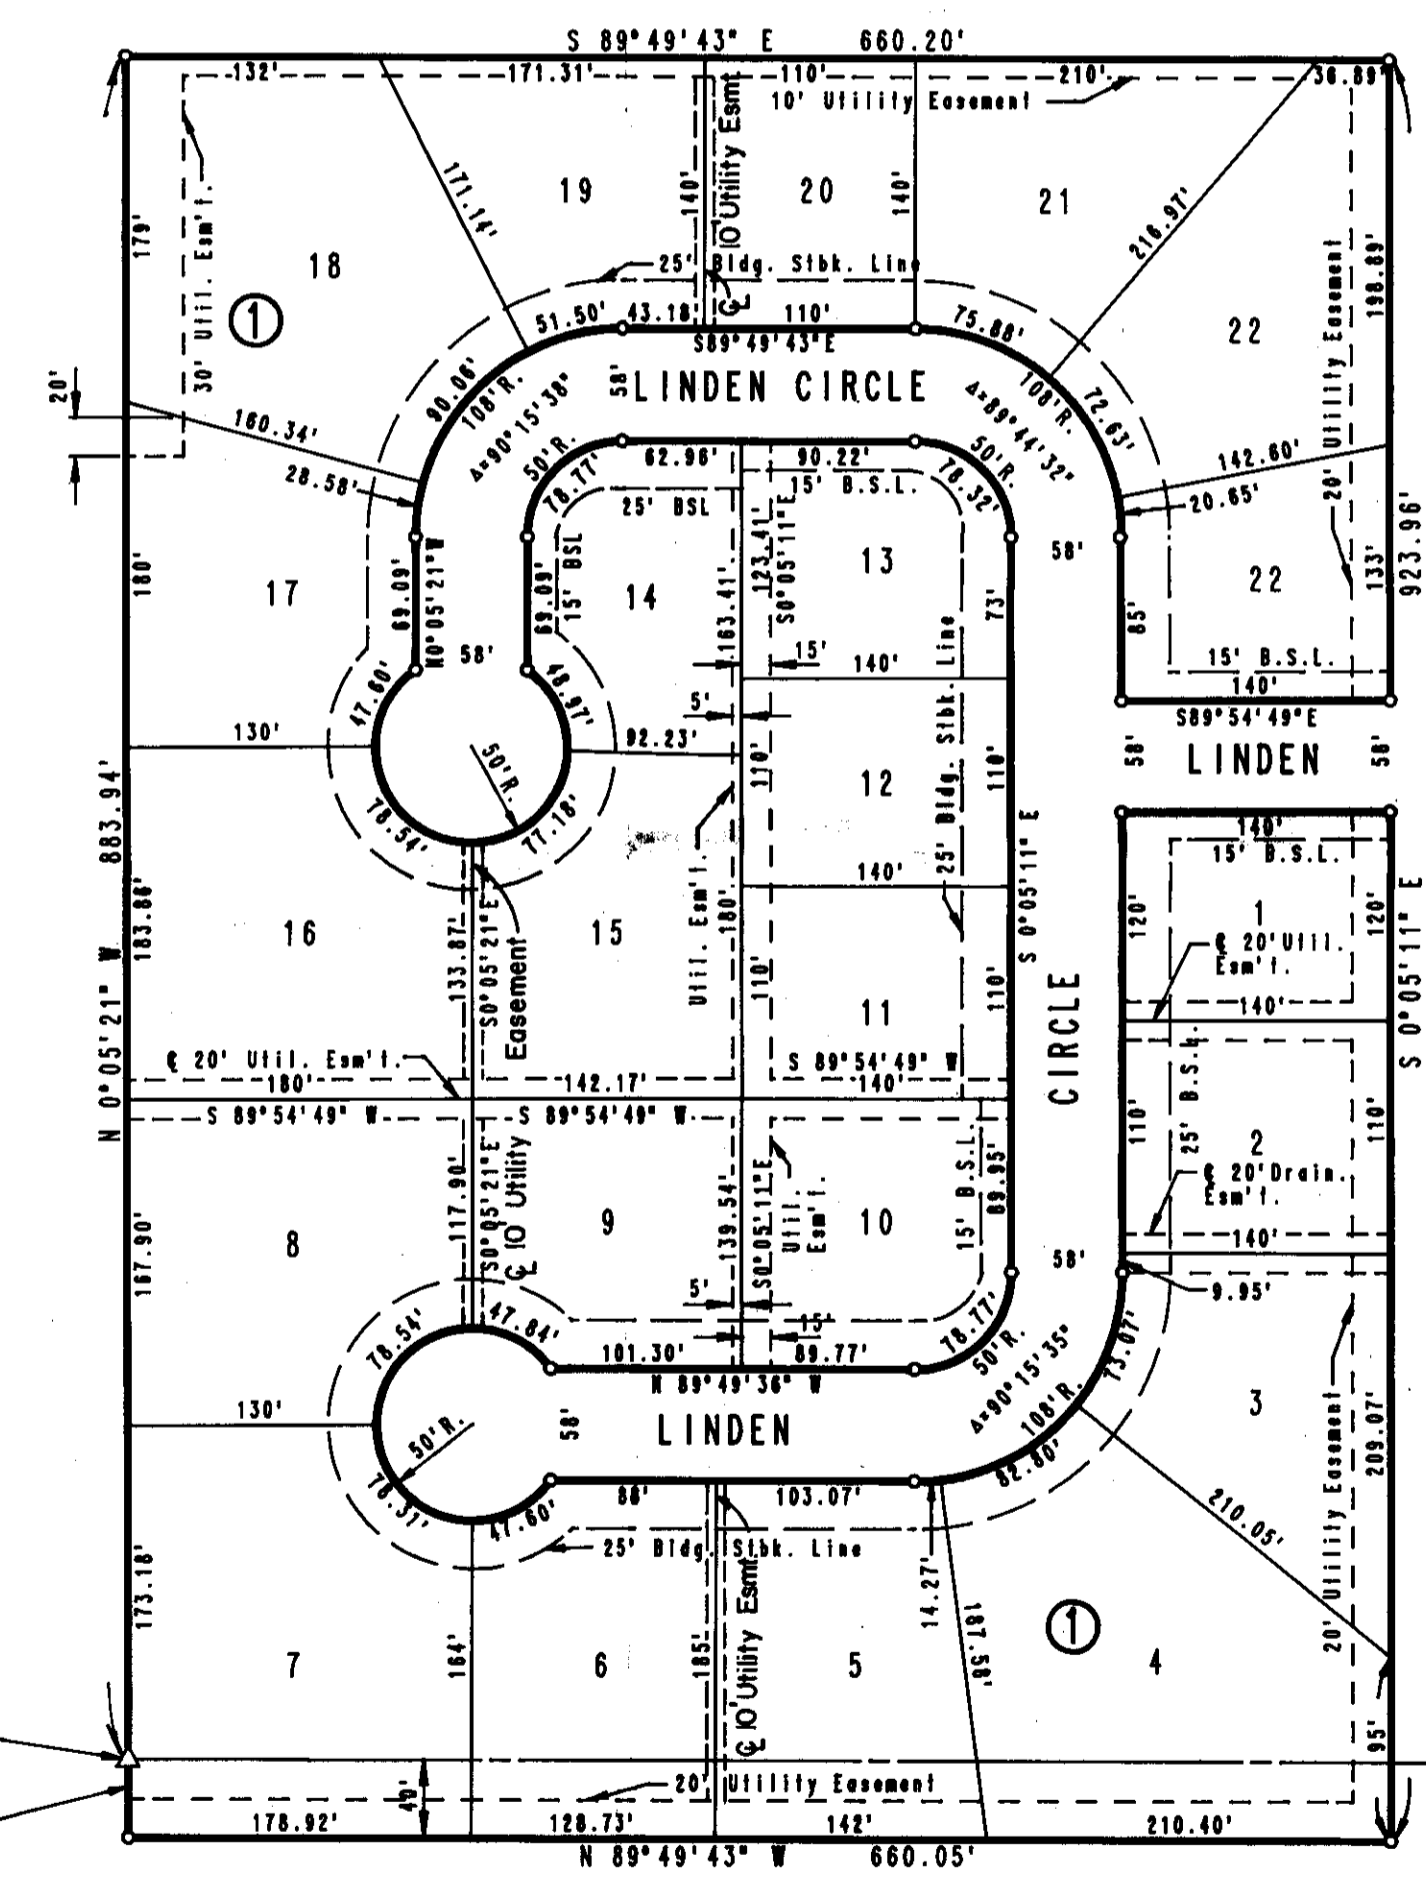 S 89°49'43" E 660.20'
132' 171.31' 110' 210' 36.89'
10' Utility Easement
10' Utility Esmt
179'
30' Util. Esm't.
18
1
171.14'
19
140'
20
140'
21
216.97'
20' Utility Easement
198.89'
25' Bldg. Stbk. Line
51.50' 43.18 110' 75.88'
S89°49'43"E
22
20'
160.34'
28.58'
90.06'
108'R.
Δ=90°15'38"
58'
LINDEN CIRCLE
Δ=89°44'32"
108'R.
72.63'
142.60'
20.65'
50'R.
78.77'
62.96' 90.22'
25' BSL
15' B.S.L.
50'R.
78.32'
58'
133'
923.96'
180'
17
69.09'
N0°05'21"W
69.09'
15' BSL
14
163.41'
123.41'
S0°05'11"E
13
73'
22
85'
58'
15'
140'
15' B.S.L.
140'
S89°54'49"E
47.60'
48.97'
5'
130'
92.23'
50'R.
78.54'
77.18'
110'
12
110'
25' Bldg. Stbk. Line
58'
LINDEN
58'
883.94'
N 0°05'21" W
183.86'
16
133.87'
S0°05'21"E
Easement
15
Util. Esm't.
180'
140'
110'
11
110'
S 0°05'11" E
CIRCLE
140'
15' B.S.L.
120'
1
120'
℄ 20' Util.
Esm't.
140'
S 0°05'11" E
℄ 20' Util. Esm't.
180' 142.17'
S 89°54'49" W
140'
S 89°54'49" W S 89°54'49" W
167.90'
8
117.90'
S0°05'21"E
℄ 10' Utility
9
139.54'
S0°05'11"E
Util.
Esm't.
10
15' B.S.L.
89.95'
58'
110'
25' B.S.L.
2
110'
℄ 20' Drain.
Esm't.
140'
9.95'
5'
15'
78.54'
47.84'
101.30' 89.77'
N 89°49'36" W
78.77'
50'R.
Δ=90°15'35"
108'R.
73.07'
3
20' Utility Easement
209.07'
130'
50'R.
58'
LINDEN
78.31'
47.60'
86' 103.07'
82.80'
210.05'
25' Bldg. Stbk. Line
14.27'
173.18'
7
164'
6
185'
℄ 10' Utility Esmt
5
187.58'
1
4
95'
40'
20' Utility Easement
178.92' 128.73' 142' 210.40'
N 89°49'43" W 660.05'